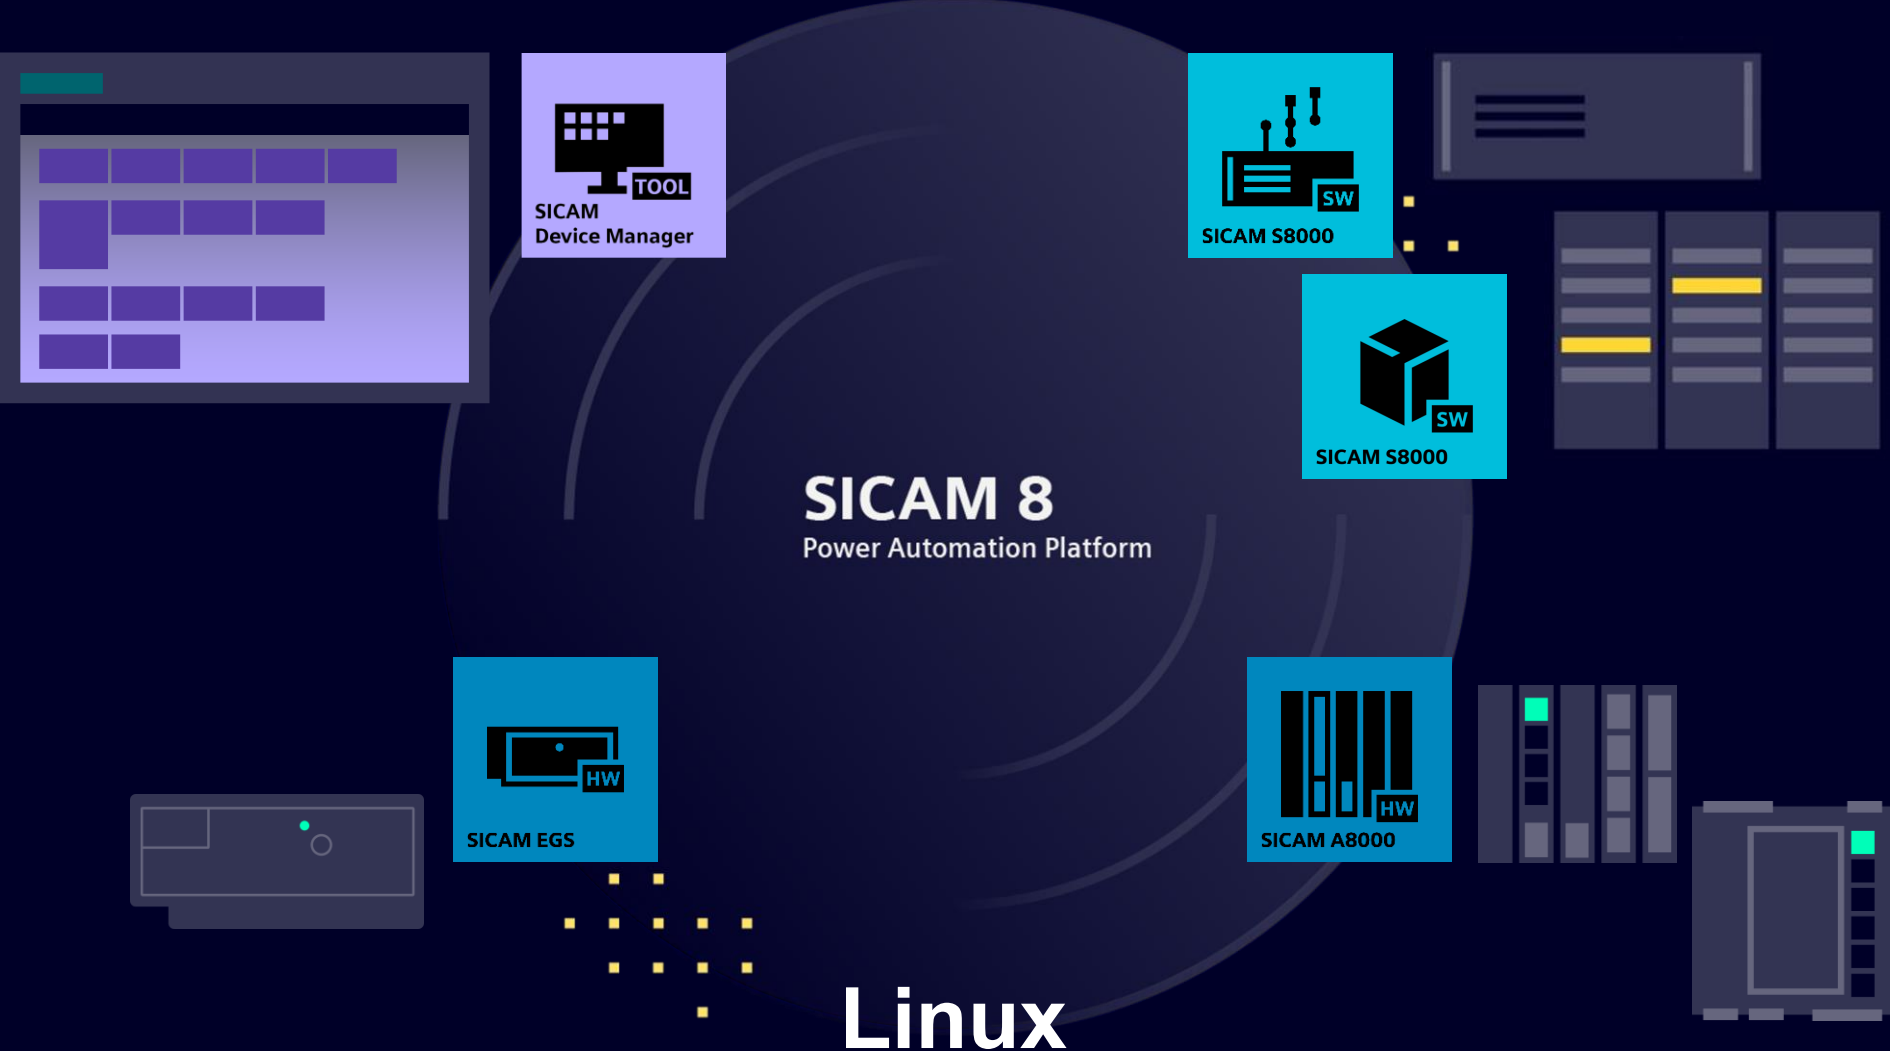 TOOL
SICAM
Device Manager
SW
SICAM S8000
SW
SICAM S8000
SICAM 8
Power Automation Platform
HW
SICAM EGS
HW
SICAM A8000
Linux